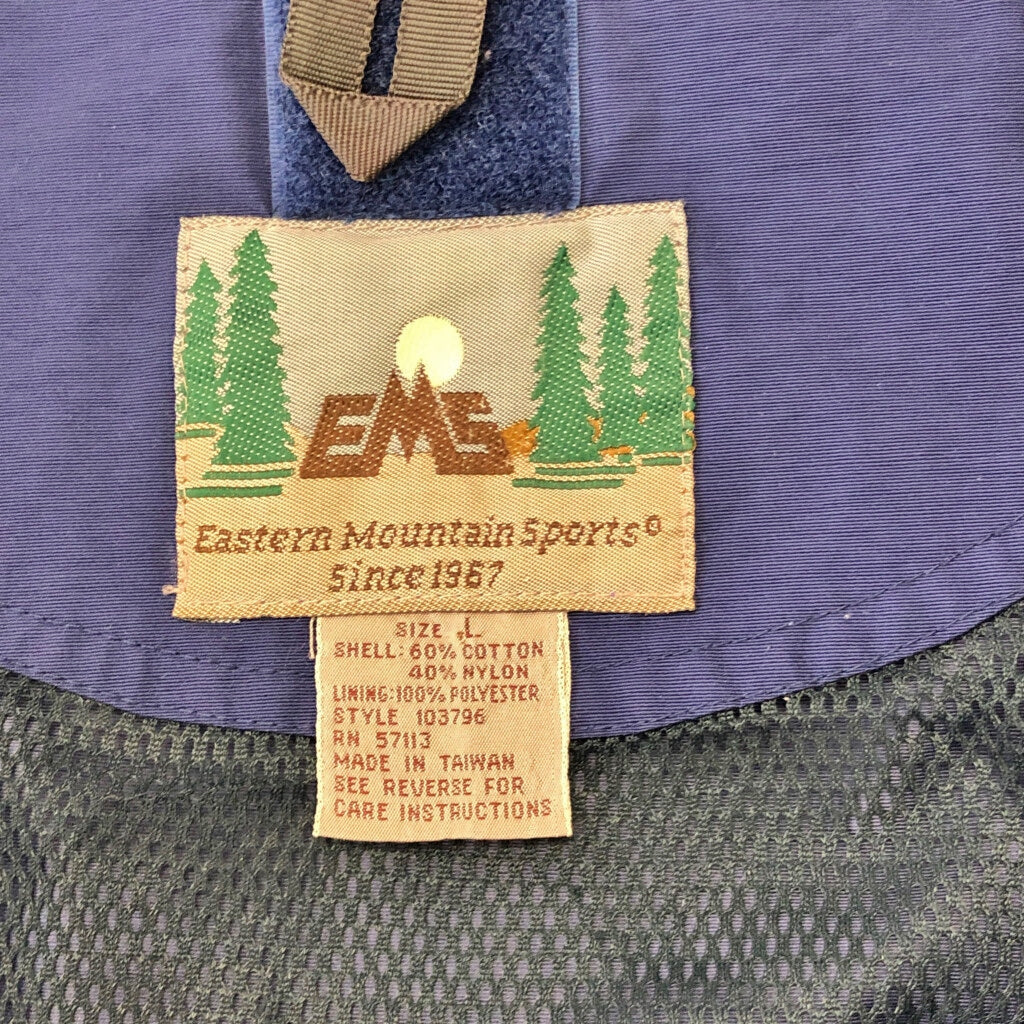 EMS
Eastern Mountain Sports®
Since 1967
SIZE L
SHELL: 60% COTTON
40% NYLON
LINING: 100% POLYESTER
STYLE 103796
RN 57113
MADE IN TAIWAN
SEE REVERSE FOR
CARE INSTRUCTIONS